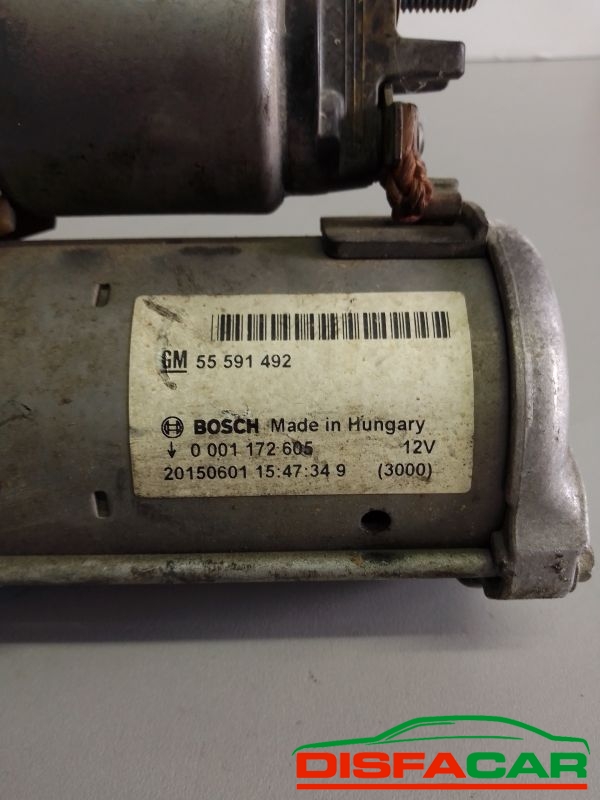 GM 55 591 492
BOSCH Made in Hungary
0 001 172 605 12V
20150601 15:47:34 9 (3000)
DISFACAR